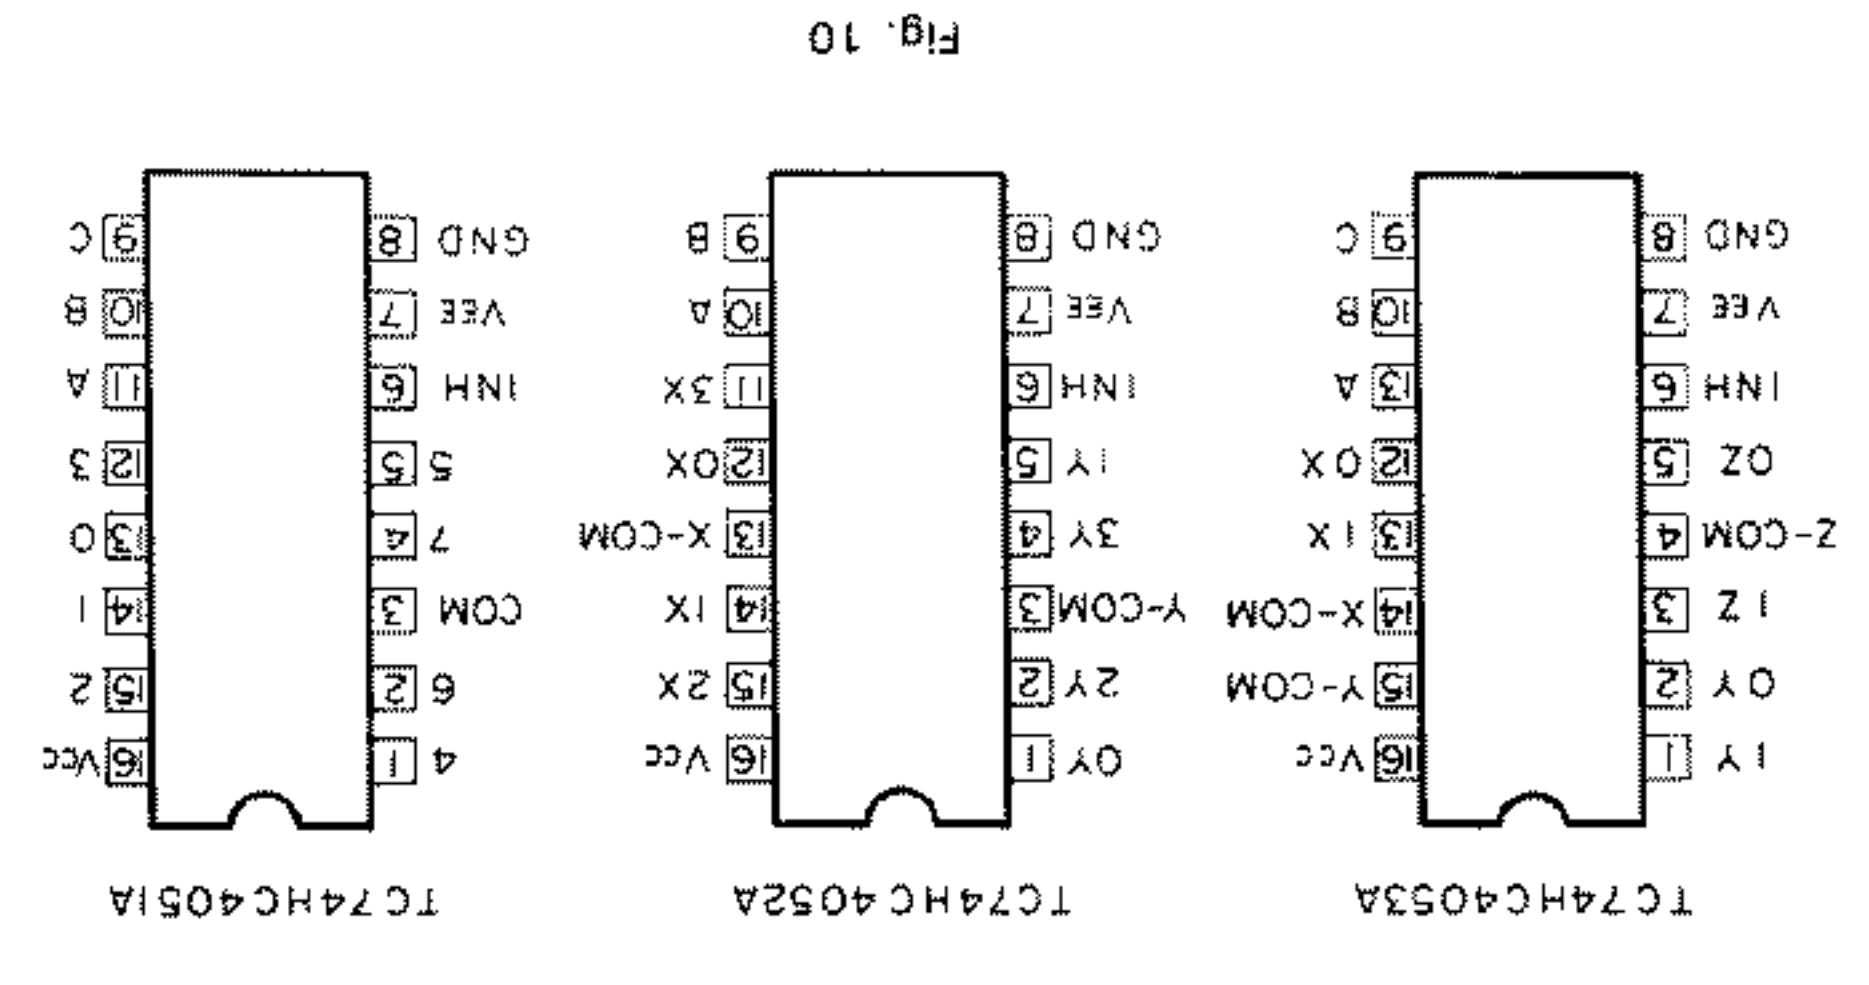 TC74HC4053A TC74HC4052A TC74HC4051A
1Y 1 16 Vcc 0Y 1 16 Vcc 4 1 16 Vcc
0Y 2 15 Y-COM 2Y 2 15 2X 6 2 15 2
1Z 3 14 X-COM Y-COM 3 14 1X COM 3 14 1
Z-COM 4 13 1X 3Y 4 13 X-COM 7 4 13 0
0Z 5 12 0X 1Y 5 12 0X 5 5 12 3
INH 6 13 A INH 6 11 3X INH 6 11 A
VEE 7 10 B VEE 7 10 A VEE 7 10 B
GND 8 9 C GND 8 9 B GND 8 9 C
Fig. 10